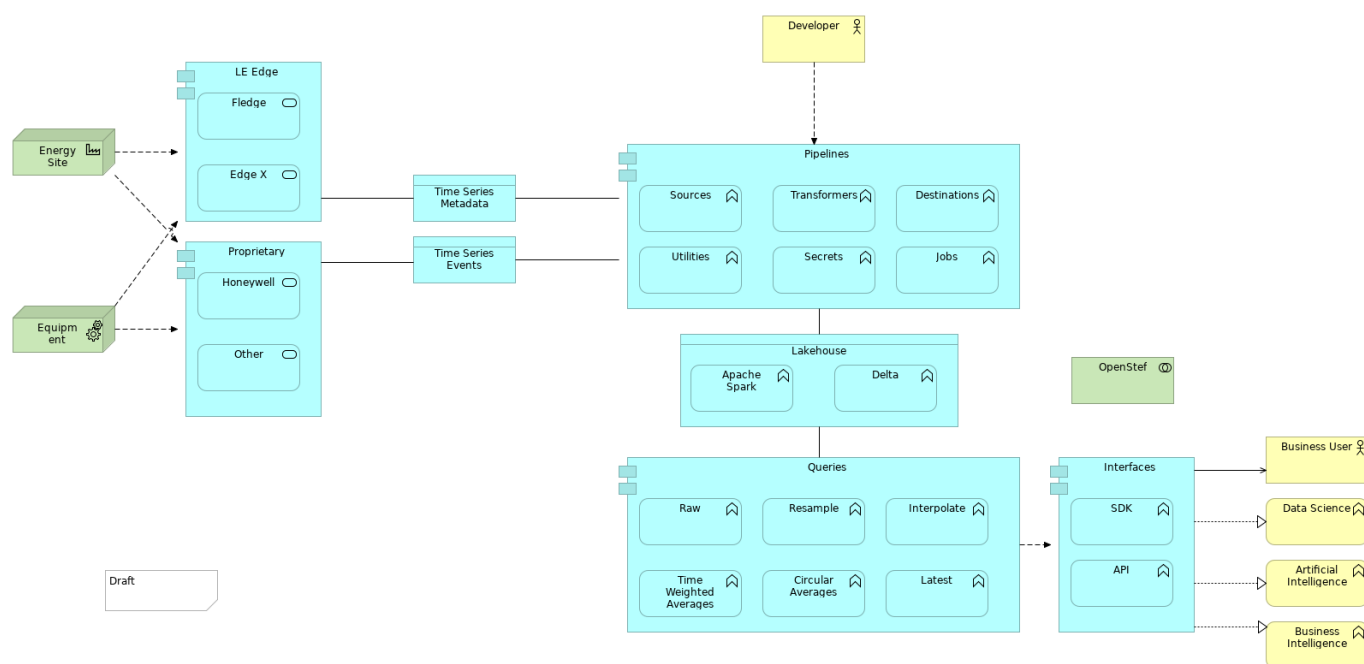 Developer
LE Edge
Fledge
Edge X
Energy
Site
Equipm
ent
Proprietary
Honeywell
Other
Time Series
Metadata
Time Series
Events
Pipelines
Sources
Transformers
Destinations
Utilities
Secrets
Jobs
Lakehouse
Apache
Spark
Delta
OpenStef
Queries
Raw
Resample
Interpolate
Time
Weighted
Averages
Circular
Averages
Latest
Interfaces
SDK
API
Business User
Data Science
Artificial
Intelligence
Business
Intelligence
Draft